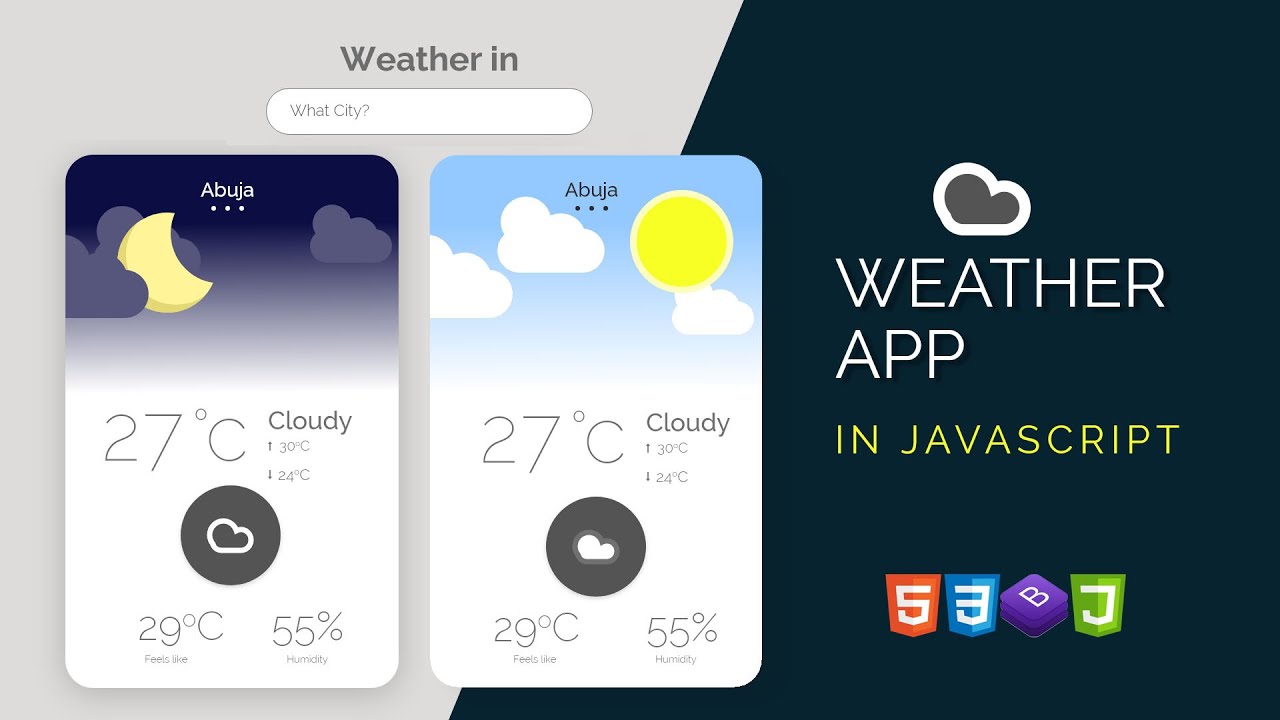 Weather in
What City?
Abuja
27°C
Cloudy
↑ 30°C
↓ 24°C
29°C
Feels like
55%
Humidity
Abuja
27°C
Cloudy
↑ 30°C
↓ 24°C
29°C
Feels like
55%
Humidity
WEATHER
APP
IN JAVASCRIPT
5 3 B J